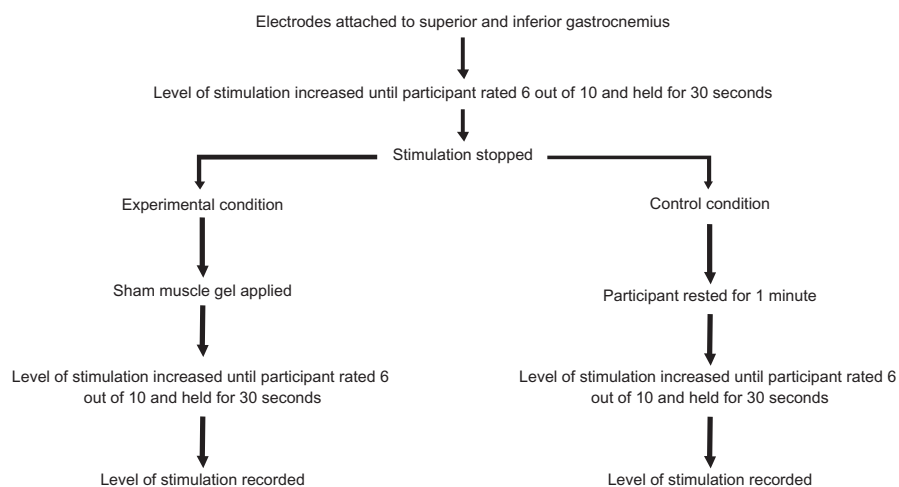 Electrodes attached to superior and inferior gastrocnemius
Level of stimulation increased until participant rated 6 out of 10 and held for 30 seconds
Stimulation stopped
Experimental condition
Sham muscle gel applied
Level of stimulation increased until participant rated 6
out of 10 and held for 30 seconds
Level of stimulation recorded
Control condition
Participant rested for 1 minute
Level of stimulation increased until participant rated 6
out of 10 and held for 30 seconds
Level of stimulation recorded